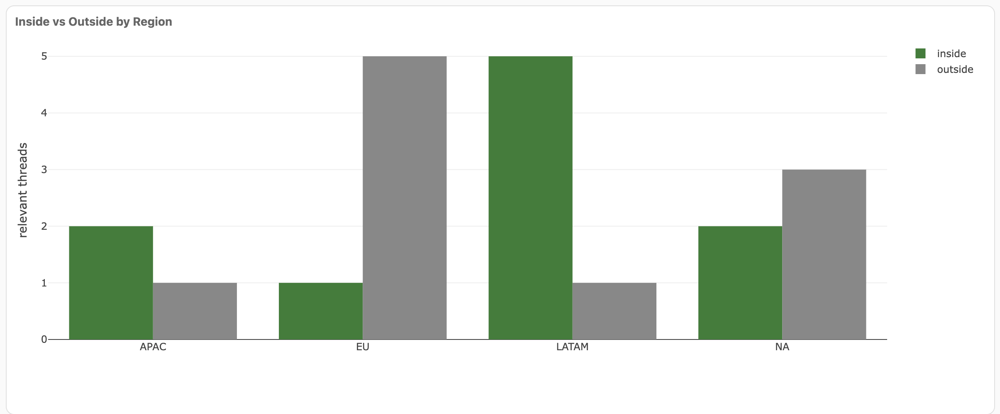 Inside vs Outside by Region
inside
outside
relevant threads
5
4
3
2
1
0
APAC
EU
LATAM
NA